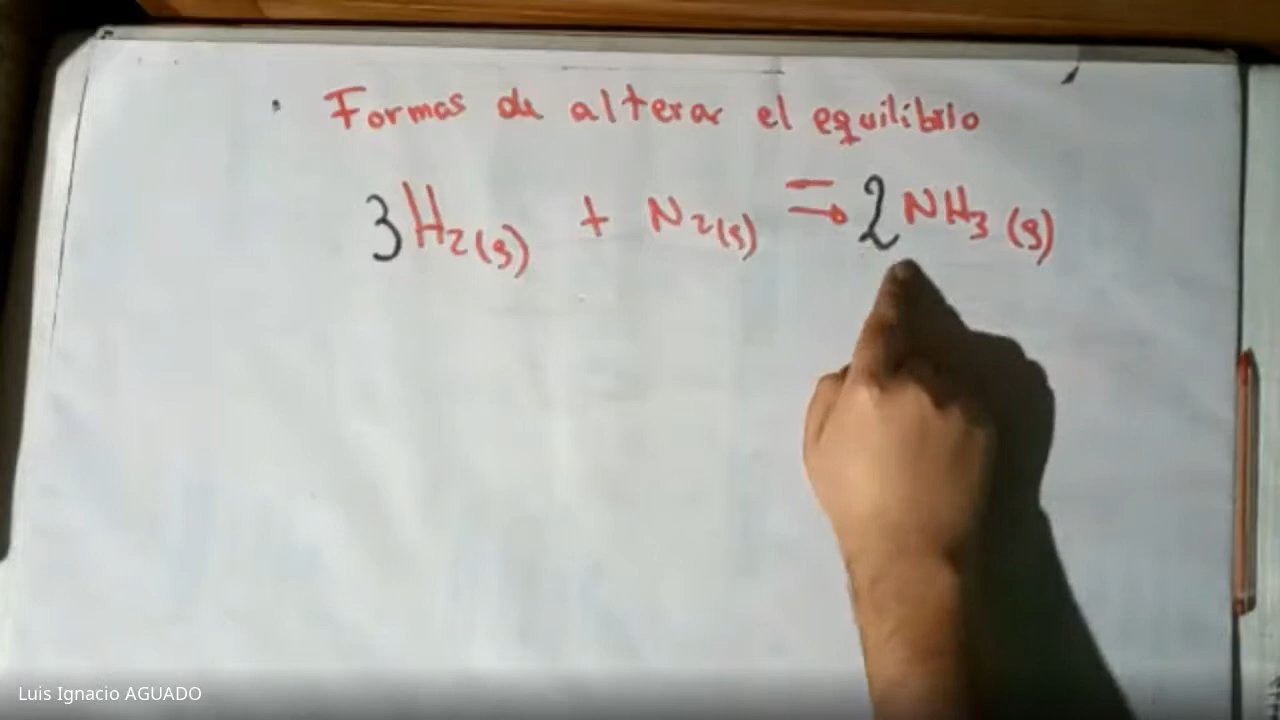 Formas de alterar el equilibrio
3H2(g) + N2(g) ⇌ 2NH3(g)
Luis Ignacio AGUADO